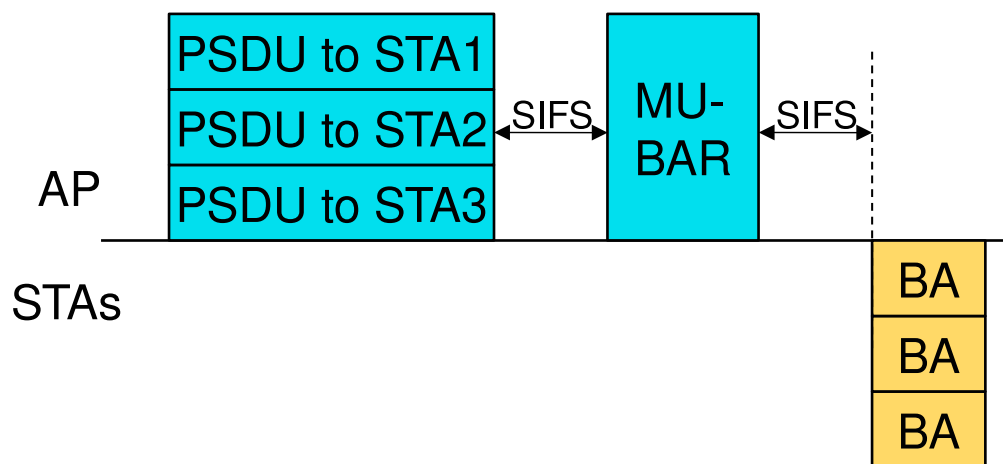 PSDU to STA1
PSDU to STA2
PSDU to STA3
SIFS
MU-
BAR
SIFS
AP
STAs
BA
BA
BA